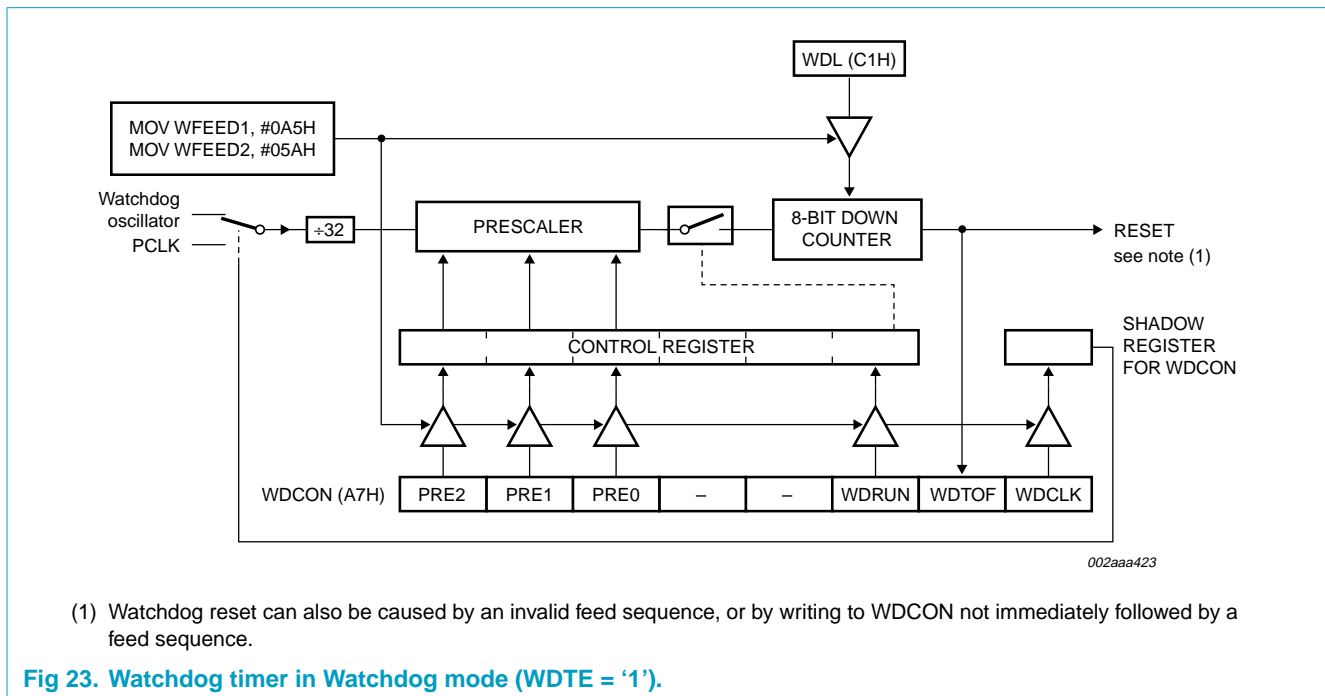 WDL (C1H)
MOV WFEED1, #0A5H
MOV WFEED2, #05AH
Watchdog
oscillator
PCLK
÷32
PRESCALER
8-BIT DOWN
COUNTER
RESET
see note (1)
CONTROL REGISTER
SHADOW
REGISTER
FOR WDCON
WDCON (A7H)
PRE2
PRE1
PRE0
–
–
WDRUN
WDTOF
WDCLK
002aaa423
(1) Watchdog reset can also be caused by an invalid feed sequence, or by writing to WDCON not immediately followed by a
feed sequence.
Fig 23. Watchdog timer in Watchdog mode (WDTE = ‘1’).